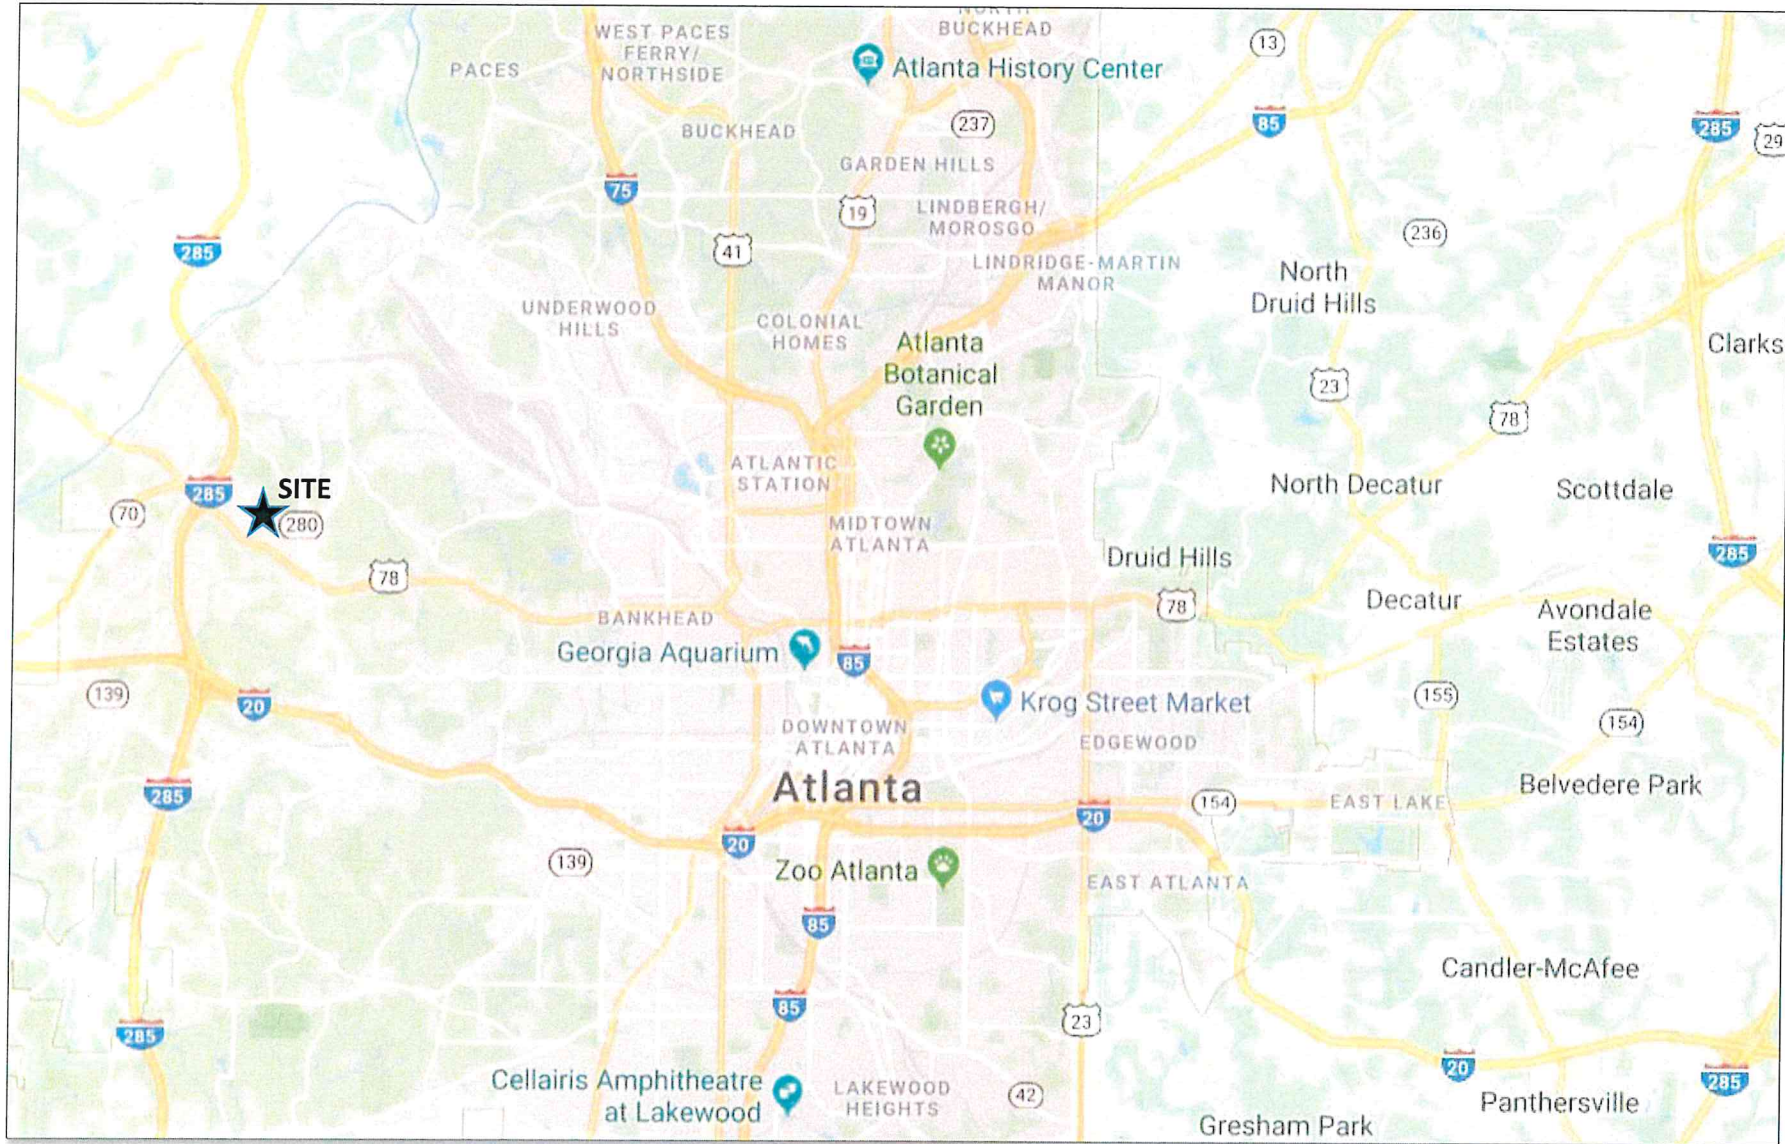 NORTH
BUCKHEAD
WEST PACES
FERRY/
NORTHSIDE
PACES
Atlanta History Center
13
BUCKHEAD
237
85
285
29
GARDEN HILLS
75
19
LINDBERGH/
MOROSGO
285
41
236
LINDRIDGE-MARTIN
MANOR
North
Druid Hills
UNDERWOOD
HILLS
COLONIAL
HOMES
Atlanta
Botanical
Garden
Clarks
23
78
ATLANTIC
STATION
285
SITE
280
70
North Decatur
Scottdale
MIDTOWN
ATLANTA
285
Druid Hills
78
78
Decatur
Avondale
Estates
BANKHEAD
Georgia Aquarium
85
139
20
Krog Street Market
155
154
DOWNTOWN
ATLANTA
EDGEWOOD
Atlanta
285
Belvedere Park
154
EAST LAKE
20
20
139
Zoo Atlanta
EAST ATLANTA
85
Candler-McAfee
85
23
285
20
285
Cellairis Amphitheatre
at Lakewood
LAKEWOOD
HEIGHTS
42
Panthersville
Gresham Park